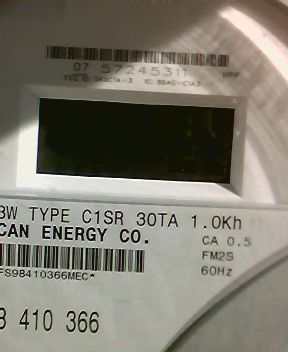 07 57245311
3W TYPE C1SR 30TA 1.0Kh
CAN ENERGY CO.
CA 0.5
FM2S
60Hz
FS98410366MEC*
8 410 366